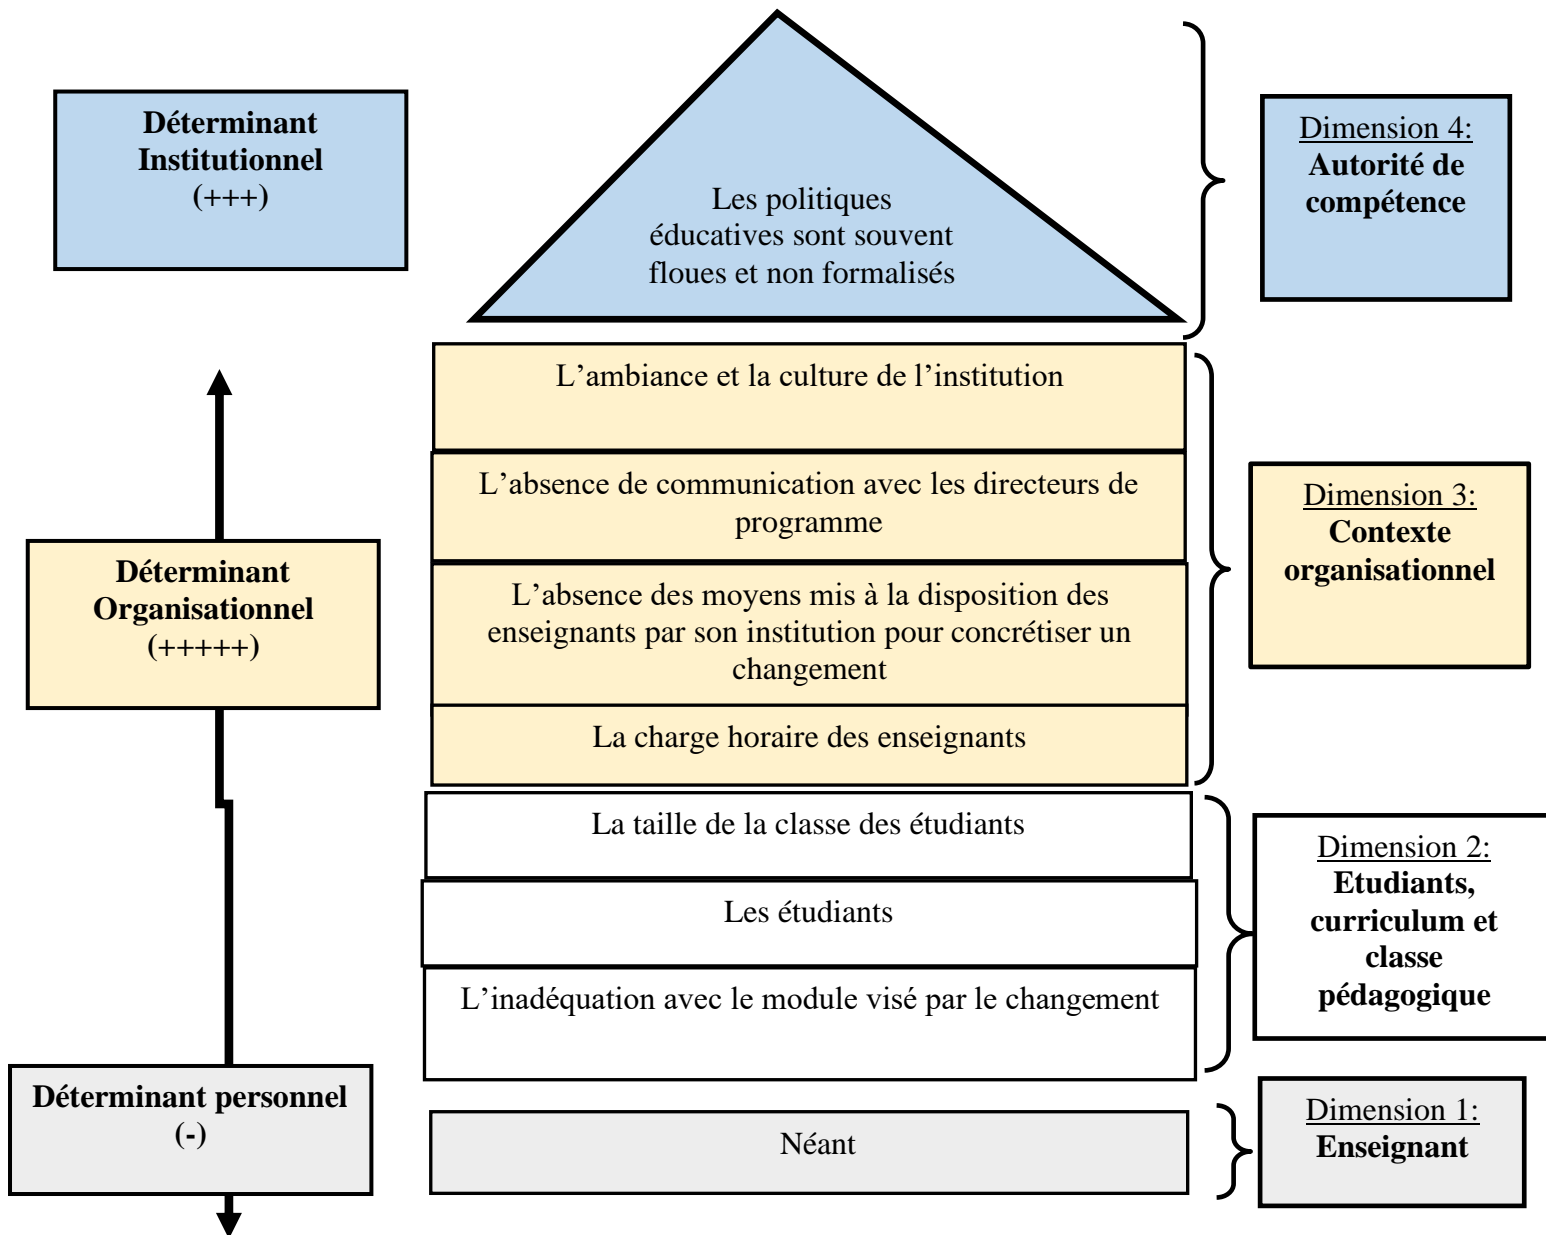 Déterminant
Institutionnel
(+++)
Les politiques
éducatives sont souvent
floues et non formalisés
Dimension 4:
Autorité de
compétence
L’ambiance et la culture de l’institution
L’absence de communication avec les directeurs de
programme
Déterminant
Organisationnel
(+++++)
L’absence des moyens mis à la disposition des
enseignants par son institution pour concrétiser un
changement
La charge horaire des enseignants
Dimension 3:
Contexte
organisationnel
La taille de la classe des étudiants
Les étudiants
L’inadéquation avec le module visé par le changement
Dimension 2:
Etudiants,
curriculum et
classe
pédagogique
Déterminant personnel
(-)
Néant
Dimension 1:
Enseignant